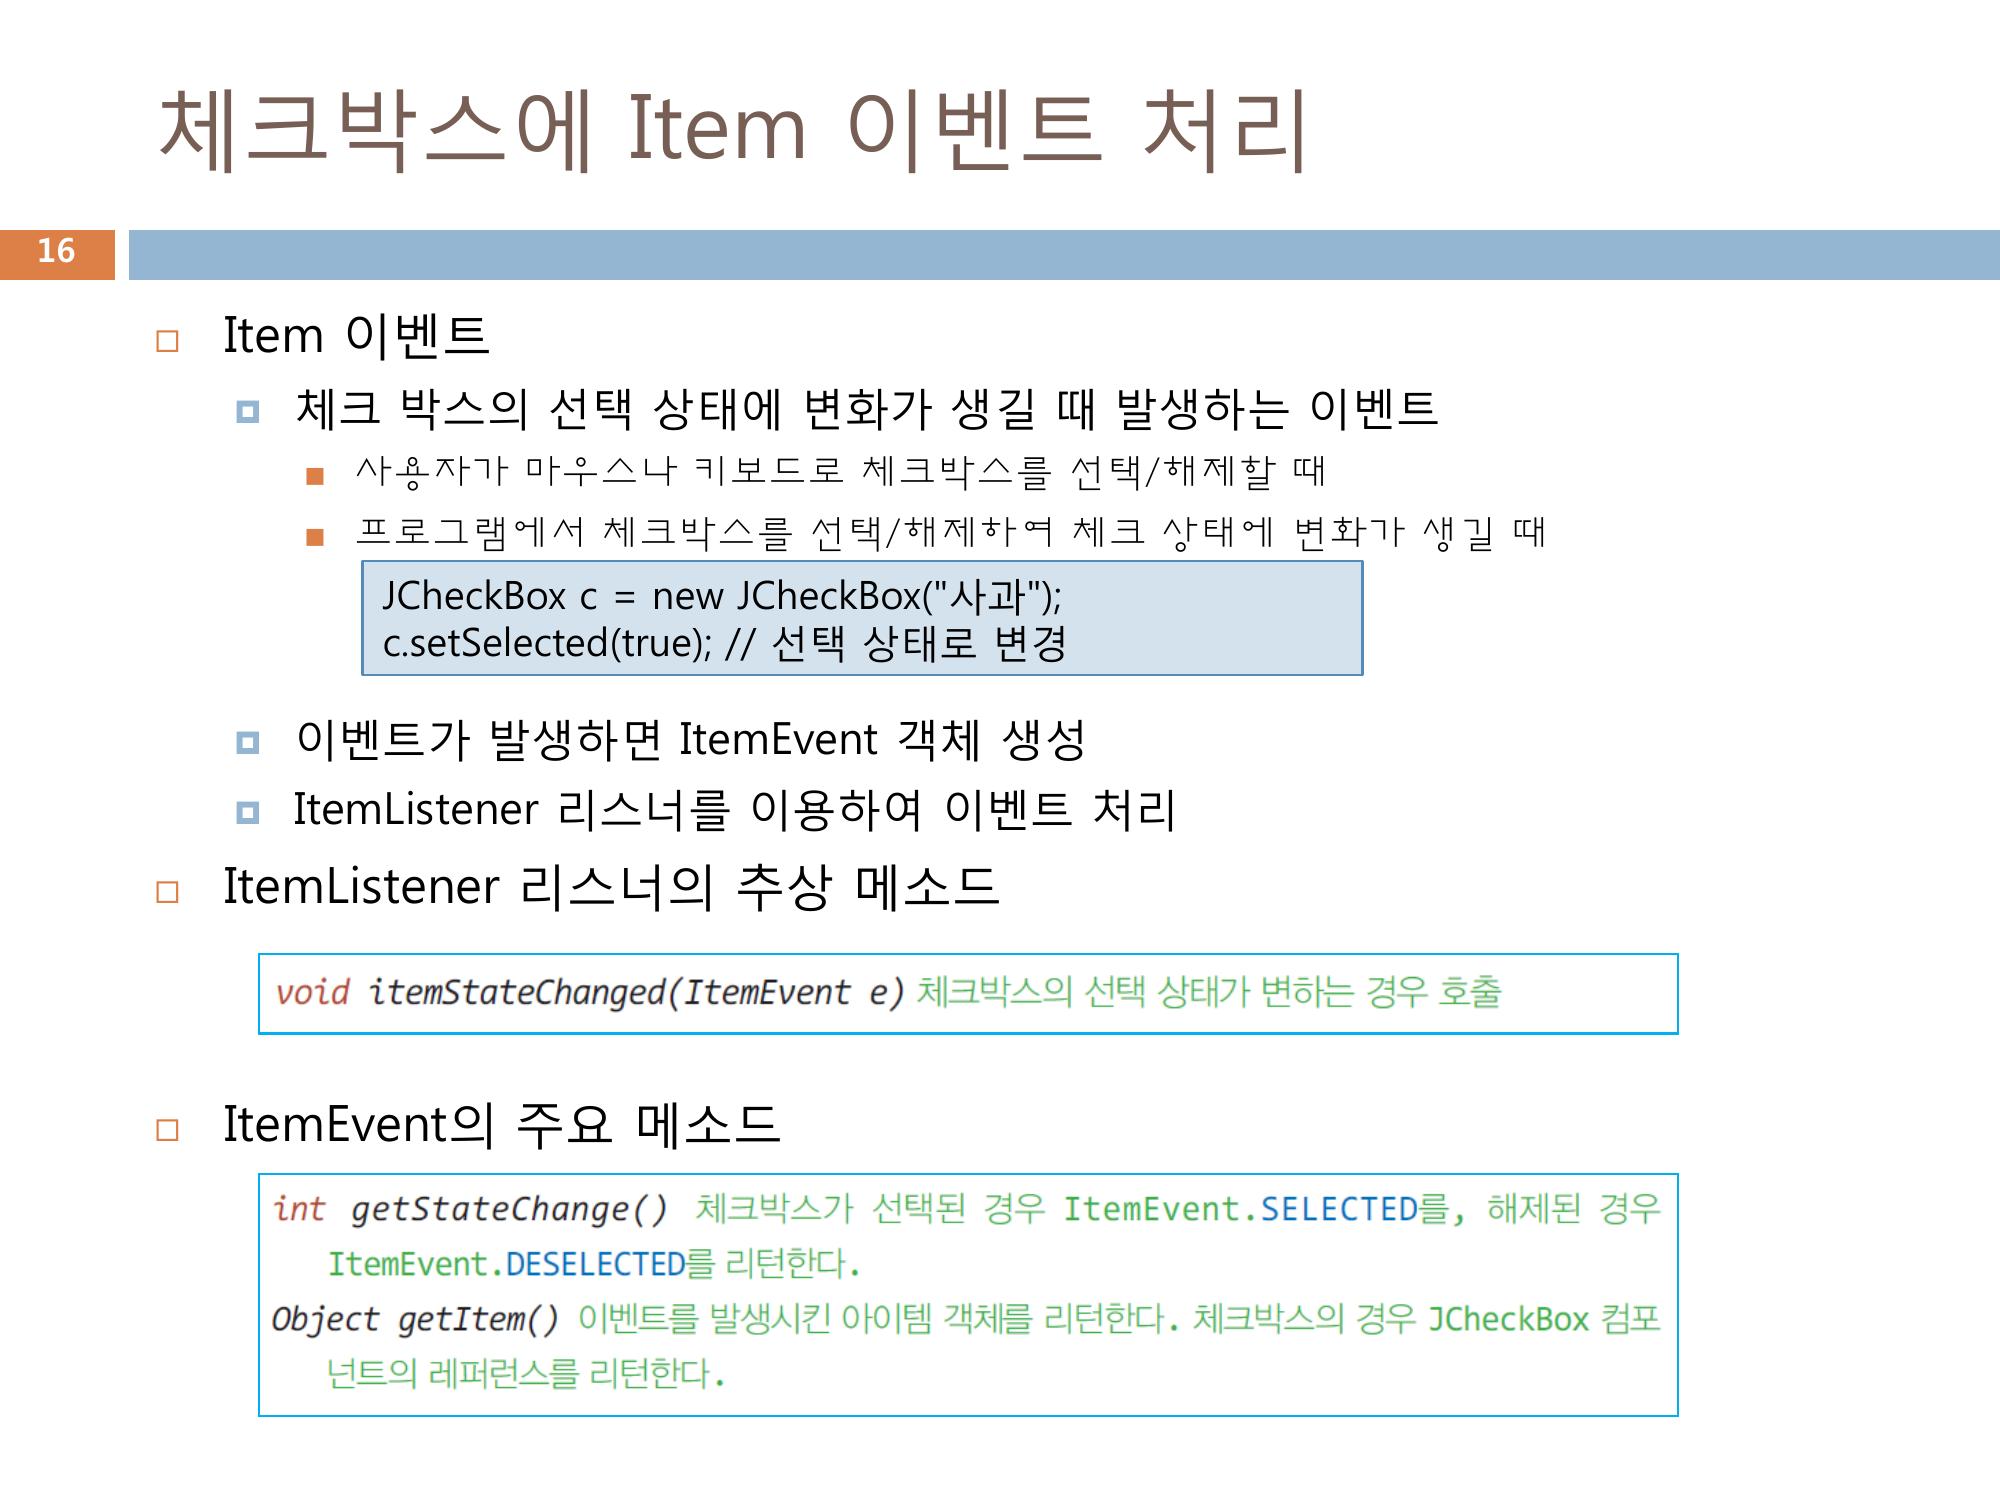 체크박스에 Item 이벤트 처리
16
Item 이벤트
체크 박스의 선택 상태에 변화가 생길 때 발생하는 이벤트
사용자가 마우스나 키보드로 체크박스를 선택/해제할 때
프로그램에서 체크박스를 선택/해제하여 체크 상태에 변화가 생길 때
JCheckBox c = new JCheckBox("사과");
c.setSelected(true); // 선택 상태로 변경
이벤트가 발생하면 ItemEvent 객체 생성
ItemListener 리스너를 이용하여 이벤트 처리
ItemListener 리스너의 추상 메소드
void itemStateChanged(ItemEvent e) 체크박스의 선택 상태가 변하는 경우 호출
ItemEvent의 주요 메소드
int getStateChange() 체크박스가 선택된 경우 ItemEvent.SELECTED를, 해제된 경우
ItemEvent.DESELECTED를 리턴한다.
Object getItem() 이벤트를 발생시킨 아이템 객체를 리턴한다. 체크박스의 경우 JCheckBox 컴포
넌트의 레퍼런스를 리턴한다.